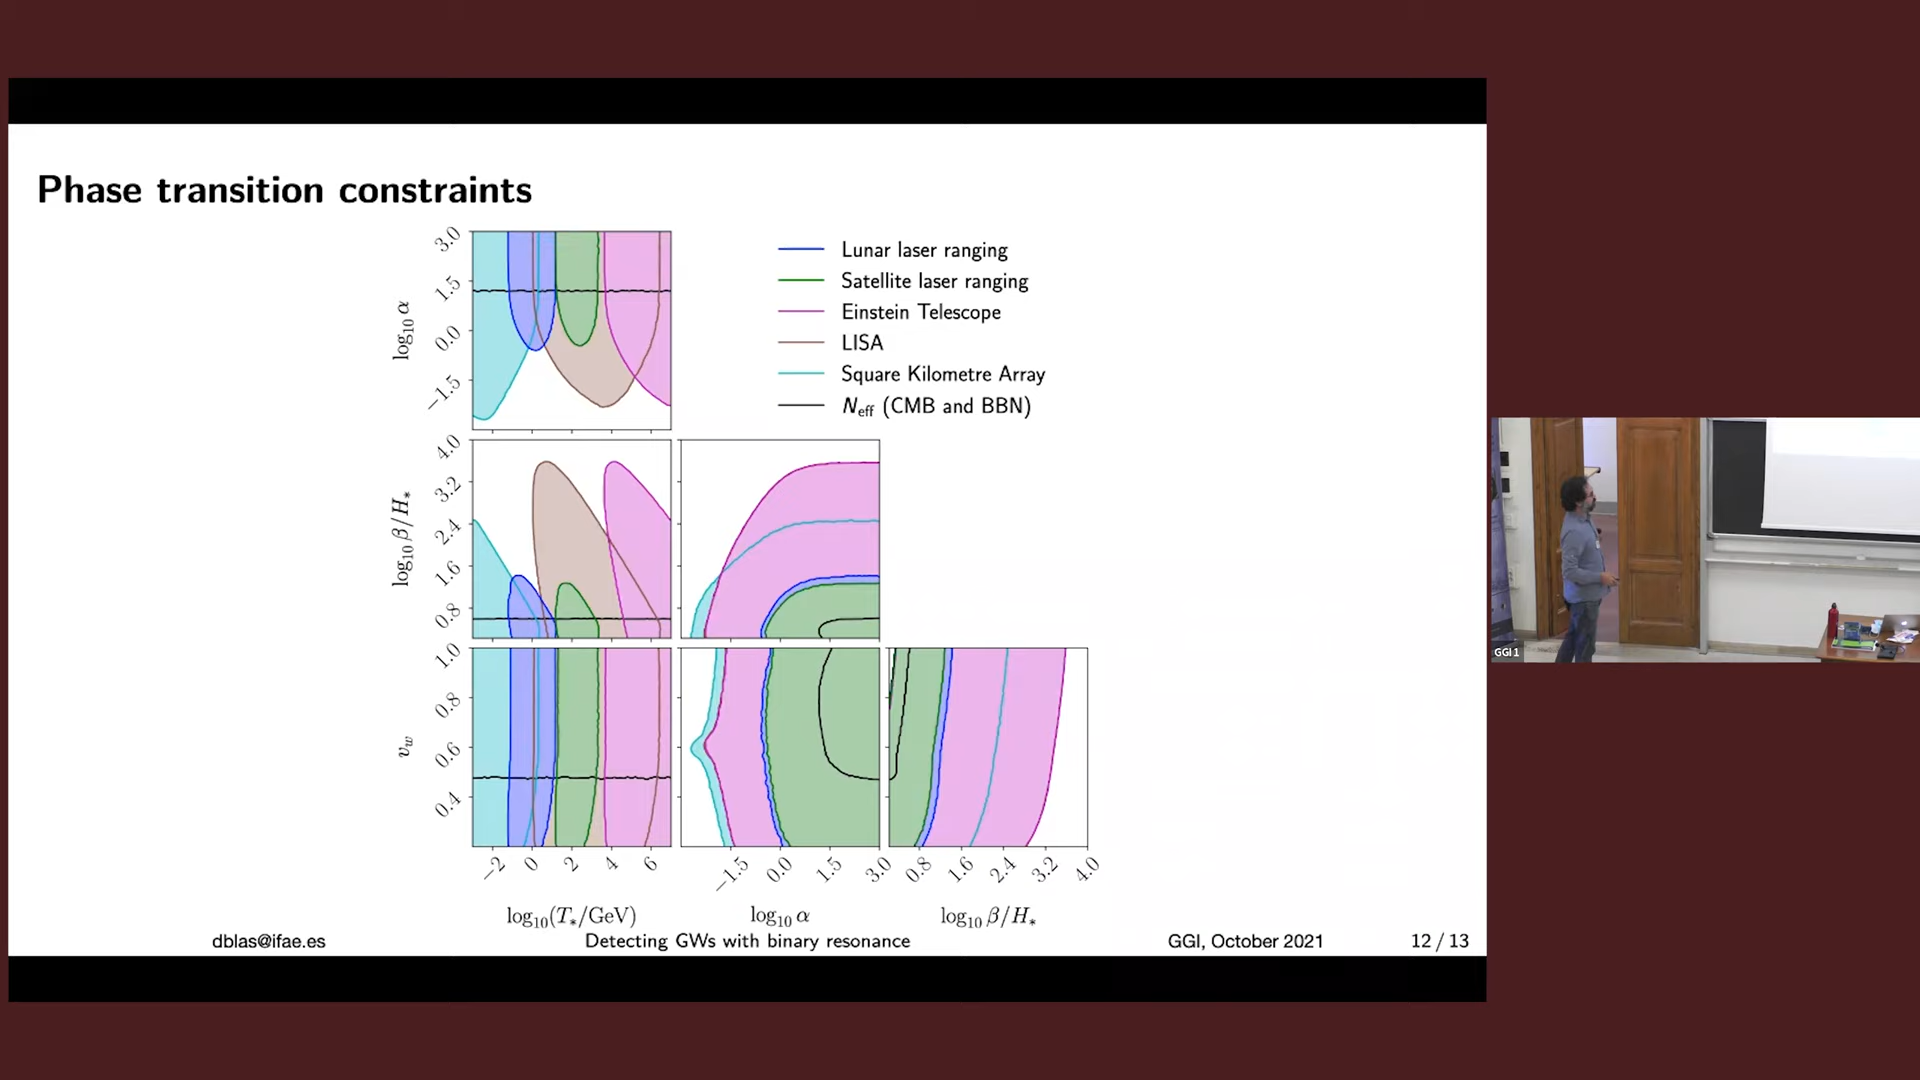 Phase transition constraints
3.0
1.5
0.0
−1.5
log₁₀ α
Lunar laser ranging
Satellite laser ranging
Einstein Telescope
LISA
Square Kilometre Array
N_eff (CMB and BBN)
4.0
3.2
2.4
1.6
0.8
log₁₀ β/H_*
1.0
0.8
0.6
0.4
v_w
−2 0 2 4 6
−1.5 0.0 1.5 3.0
0.8 1.6 2.4 3.2 4.0
log₁₀(T_*/GeV)
log₁₀ α
log₁₀ β/H_*
dblas@ifae.es
Detecting GWs with binary resonance
GGI, October 2021
12 / 13
GGI 1